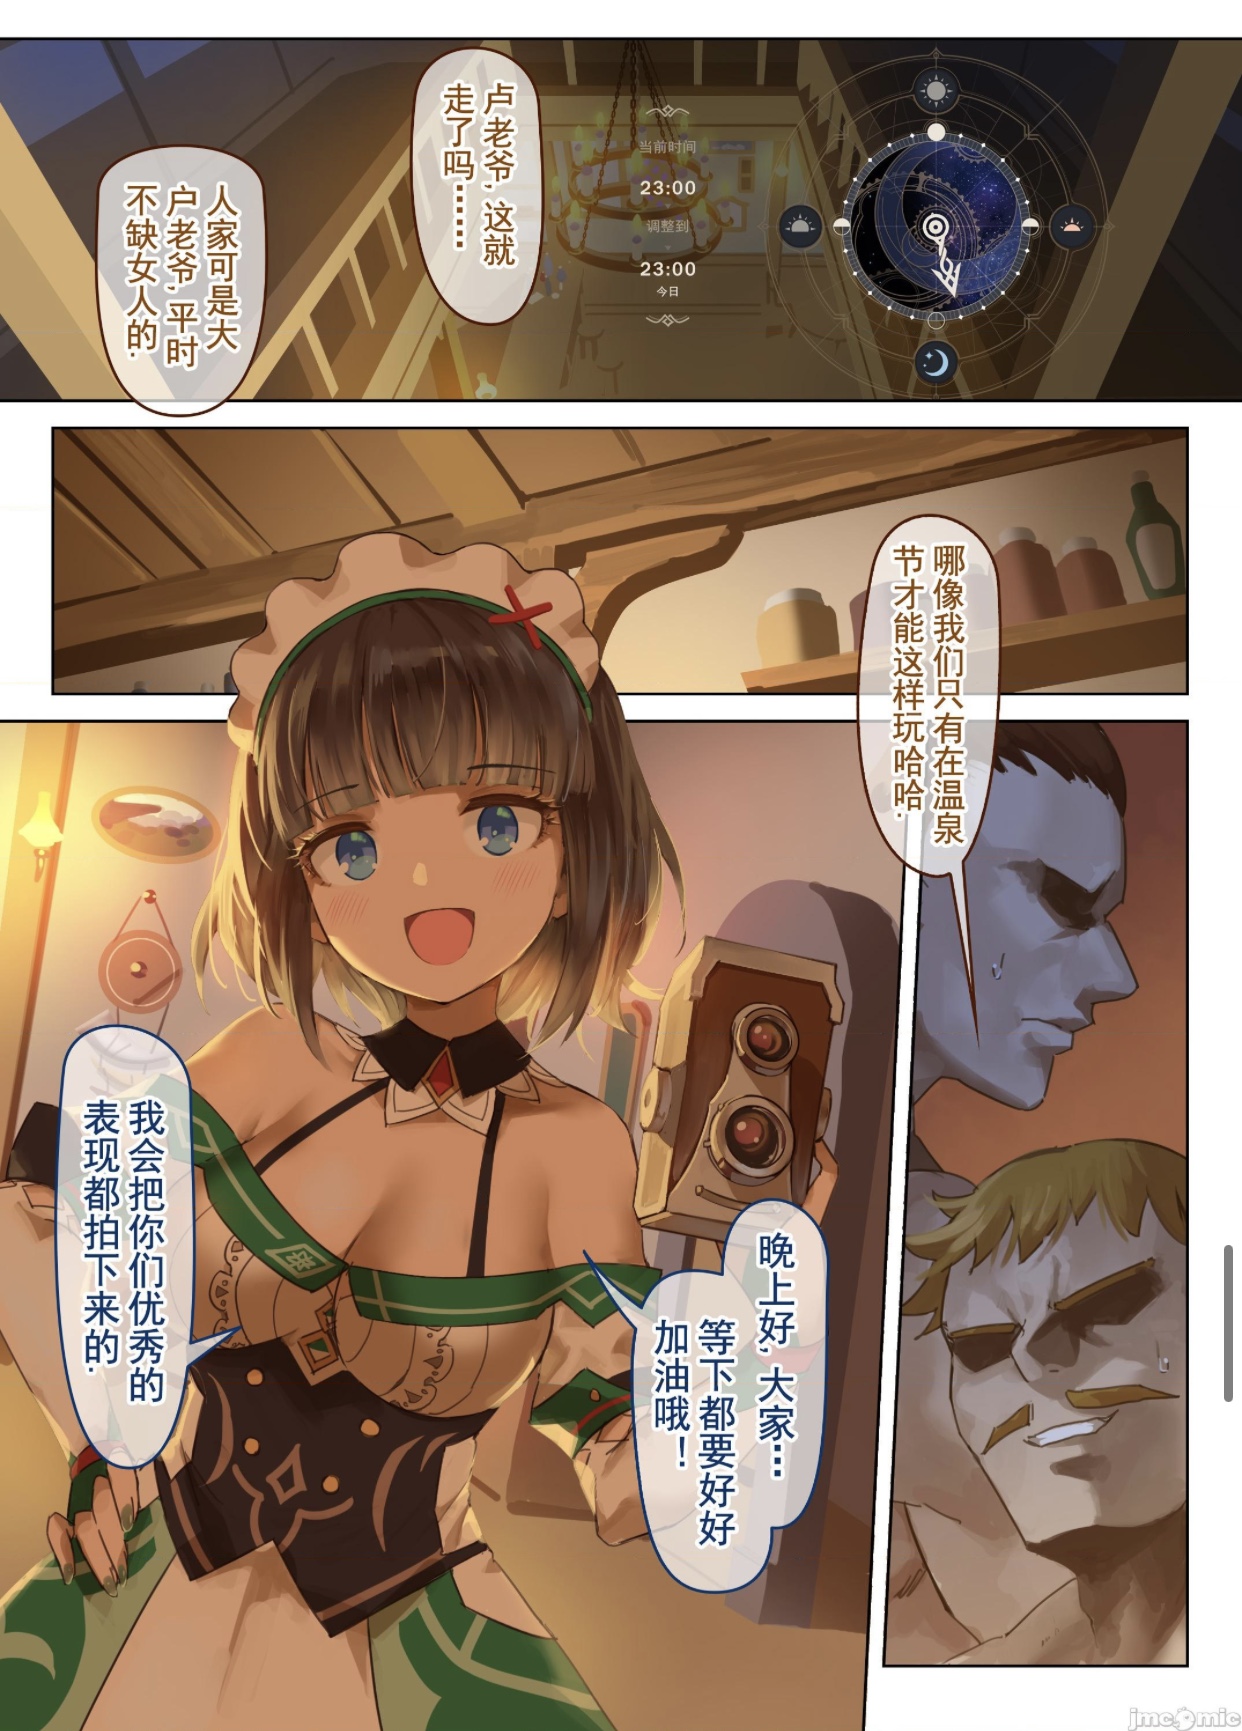 卢老爷，这就
走了吗……
人家可是大
户老爷，平时
不缺女人的.
当前时间
23:00
调整到
23:00
今日
哪像我们只有在温泉
节才能这样玩哈哈.
晚上好，大家…
等下都要好好
加油哦！
我会把你们优秀的
表现都拍下来的.
jmcomic